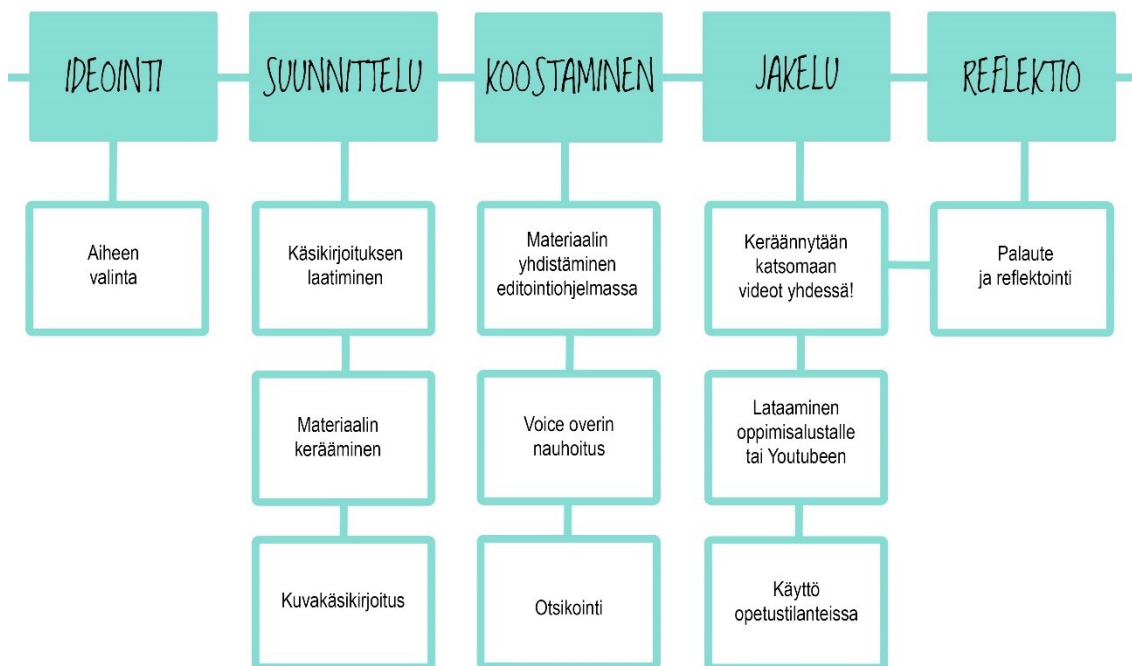 IDEOINTI
SUUNNITTELU
KOOSTAMINEN
JAKELU
REFLEKTIO
Aiheen
valinta
Käsikirjoituksen
laatiminen
Materiaalin
yhdistäminen
editointiohjelmassa
Keräännytään
katsomaan
videot yhdessä!
Palaute
ja reflektointi
Materiaalin
kerääminen
Voice overin
nauhoitus
Lataaminen
oppimisalustalle
tai Youtubeen
Kuvakäsikirjoitus
Otsikointi
Käyttö
opetustilanteissa